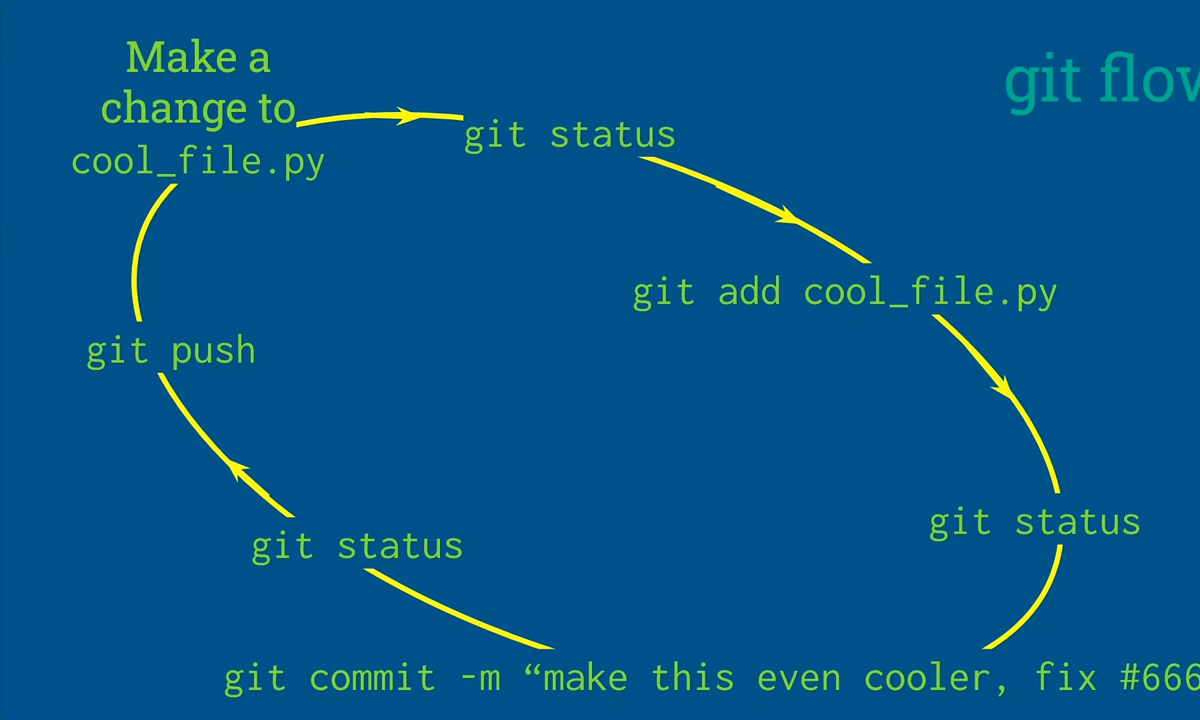 Make a
change to
cool_file.py
git flo
git status
git add cool_file.py
git status
git commit -m “make this even cooler, fix #666
git status
git push